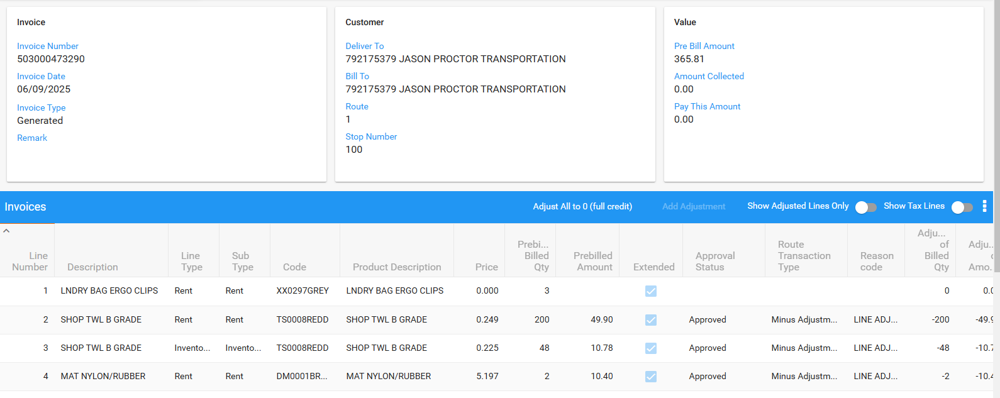 Invoice
Invoice Number
503000473290
Invoice Date
06/09/2025
Invoice Type
Generated
Remark
Customer
Deliver To
792175379 JASON PROCTOR TRANSPORTATION
Bill To
792175379 JASON PROCTOR TRANSPORTATION
Route
1
Stop Number
100
Value
Pre Bill Amount
365.81
Amount Collected
0.00
Pay This Amount
0.00
Invoices Adjust All to 0 (full credit) Add Adjustment Show Adjusted Lines Only Show Tax Lines
Line Number Description Line Type Sub Type Code Product Description Price Prebi... Billed Qty Prebilled Amount Extended Approval Status Route Transaction Type Reason code Adju... of Billed Qty Adju... Amo.
1 LNDRY BAG ERGO CLIPS Rent Rent XX0297GREY LNDRY BAG ERGO CLIPS 0.000 3 0 0.0
2 SHOP TWL B GRADE Rent Rent TS0008REDD SHOP TWL B GRADE 0.249 200 49.90 Approved Minus Adjustm... LINE ADJ... -200 -49.9
3 SHOP TWL B GRADE Invento... Invento... TS0008REDD SHOP TWL B GRADE 0.225 48 10.78 Approved Minus Adjustm... LINE ADJ... -48 -10.7
4 MAT NYLON/RUBBER Rent Rent DM0001BR... MAT NYLON/RUBBER 5.197 2 10.40 Approved Minus Adjustm... LINE ADJ... -2 -10.4